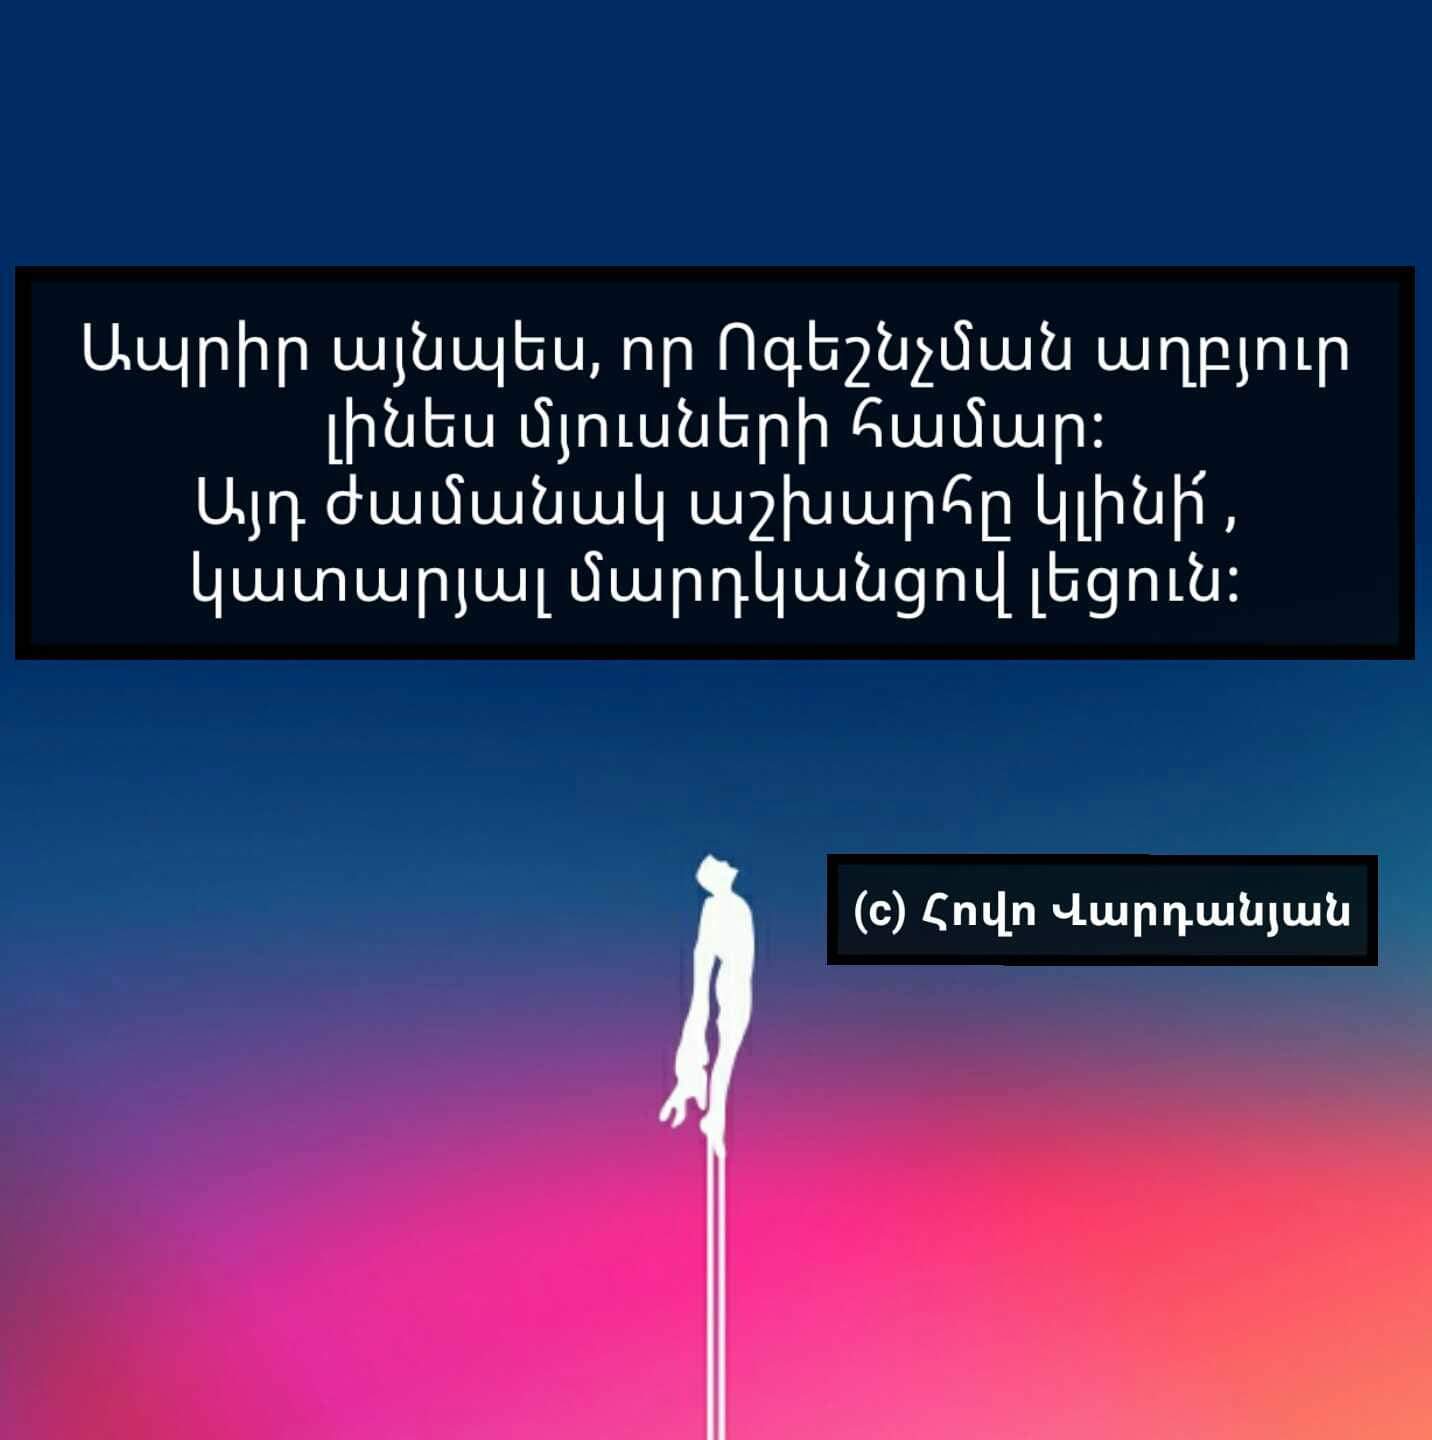 Ապրիր այնպես, որ Ոգեշնչման աղբյուր
լինես մյուսների համար:
Այդ ժամանակ աշխարհը կլինի՛ ,
կատարյալ մարդկանցով լեցուն:
(c) Հովո Վարդանյան